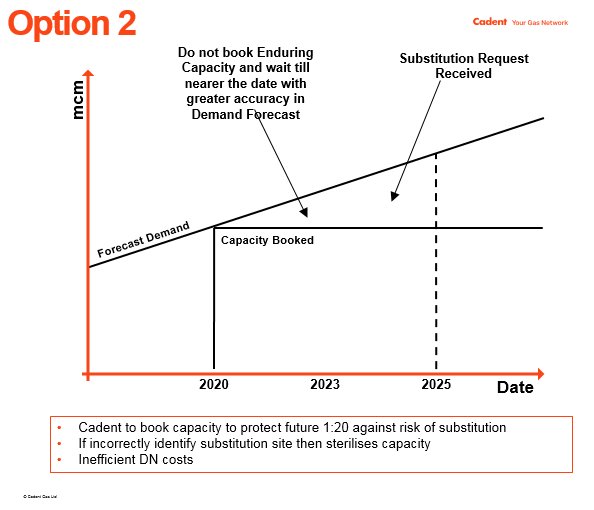 Option 2
Cadent Your Gas Network
Do not book Enduring
Capacity and wait till
nearer the date with
greater accuracy in
Demand Forecast
Substitution Request
Received
mcm
Forecast Demand
Capacity Booked
2020
2023
2025
Date
• Cadent to book capacity to protect future 1:20 against risk of substitution
• If incorrectly identify substitution site then sterilises capacity
• Inefficient DN costs
© Cadent Gas Ltd